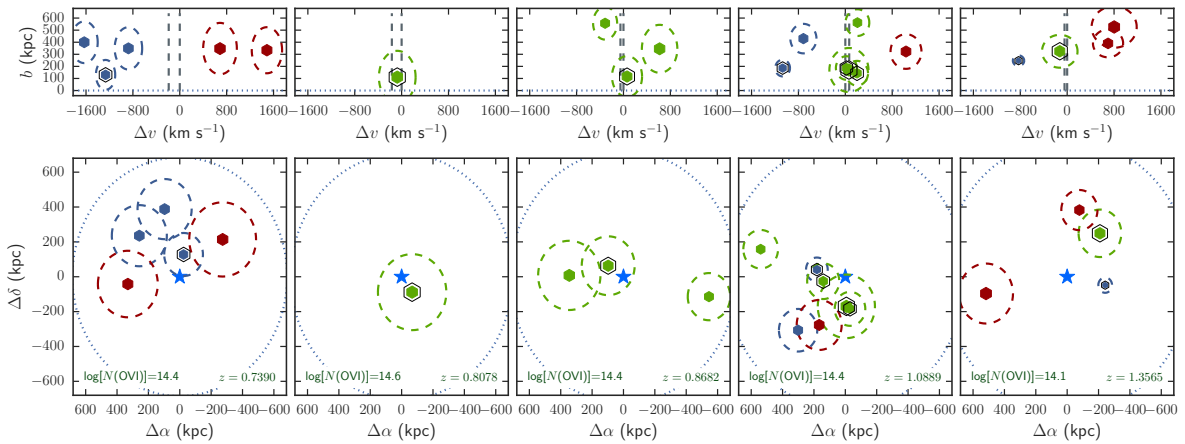 b (kpc)
600
500
400
300
200
100
0
−1600 −800 0 800 1600
−1600 −800 0 800 1600
−1600 −800 0 800 1600
−1600 −800 0 800 1600
−1600 −800 0 800 1600
Δv (km s⁻¹)
Δv (km s⁻¹)
Δv (km s⁻¹)
Δv (km s⁻¹)
Δv (km s⁻¹)
Δδ (kpc)
600
400
200
0
−200
−400
−600
log[N(OVI)]=14.4 z = 0.7390
log[N(OVI)]=14.6 z = 0.8078
log[N(OVI)]=14.4 z = 0.8682
log[N(OVI)]=14.4 z = 1.0889
log[N(OVI)]=14.1 z = 1.3565
600 400 200 0 −200−400−600
600 400 200 0 −200−400−600
600 400 200 0 −200−400−600
600 400 200 0 −200−400−600
600 400 200 0 −200−400−600
Δα (kpc)
Δα (kpc)
Δα (kpc)
Δα (kpc)
Δα (kpc)